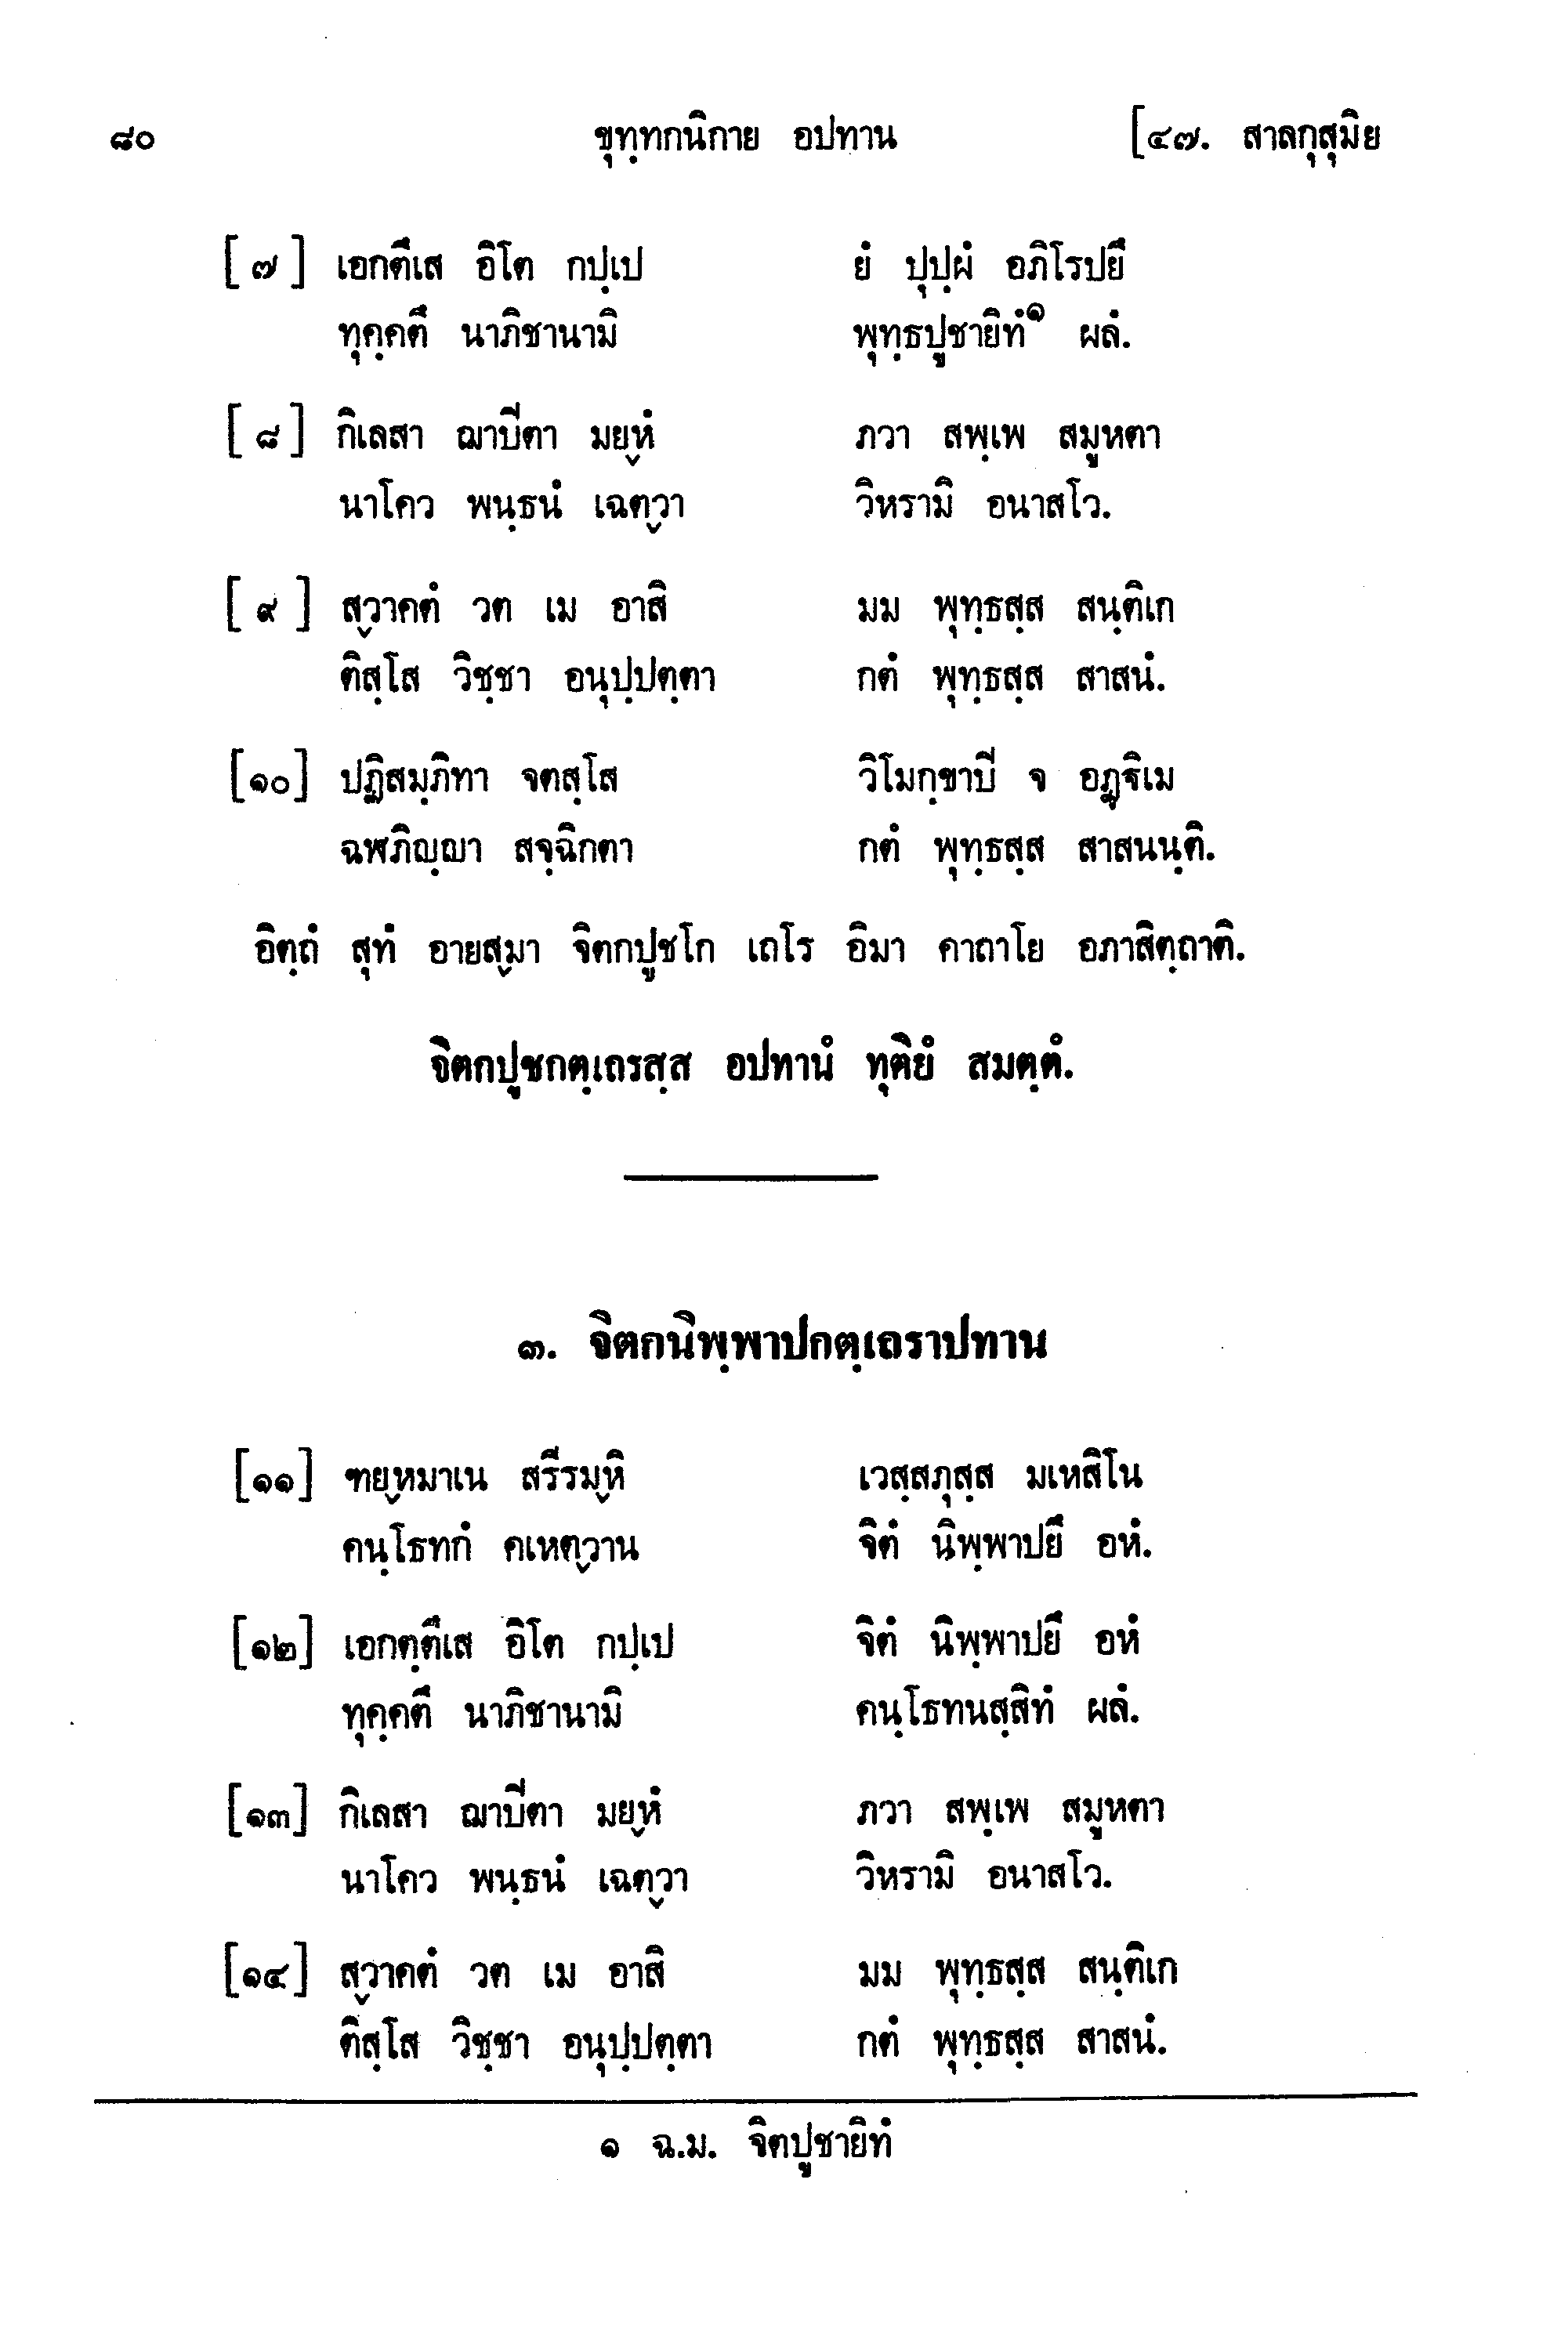 ๘๐ ขุทฺทกนิกาย อปทาน [๔๗. สาลกุสุมิย
[๗] เอกตึเส อิโต กปฺเป ยํ ปุปฺผํ อภิโรปยึ
ทุคฺคตึ นาภิชานามิ พุทฺธปูชายิทํ๑ ผลํ.
[๘] กิเลสา ฌาปิตา มยฺหํ ภวา สพฺเพ สมูหตา
นาโคว พนฺธนํ เฉตฺวา วิหรามิ อนาสโว.
[๙] สฺวาคตํ วต เม อาสิ มม พุทฺธสฺส สนฺติเก
ติสฺโส วิชฺชา อนุปฺปตฺตา กตํ พุทฺธสฺส สาสนํ.
[๑๐] ปฏิสมฺภิทา จตสฺโส วิโมกฺขาปิ จ อฏฺฐิเม
ฉฬภิญฺญา สจฺฉิกตา กตํ พุทฺธสฺส สาสนนฺติ.
อิตฺถํ สุทํ อายสฺมา จิตกปูชโก เถโร อิมา คาถาโย อภาสิตฺถาติ.
จิตกปูชกตฺเถรสฺส อปทานํ ทุติยํ สมตฺตํ.
๓. จิตกนิพฺพาปกตฺเถราปทาน
[๑๑] ฑยฺหมาเน สรีรมฺหิ เวสฺสภุสฺส มเหสิโน
คนฺโธทกํ คเหตฺวาน จิตํ นิพฺพาปยึ อหํ.
[๑๒] เอกตฺตึเส อิโต กปฺเป จิตํ นิพฺพาปยึ อหํ
ทุคฺคตึ นาภิชานามิ คนฺโธทนสฺสิทํ ผลํ.
[๑๓] กิเลสา ฌาปิตา มยฺหํ ภวา สพฺเพ สมูหตา
นาโคว พนฺธนํ เฉตฺวา วิหรามิ อนาสโว.
[๑๔] สฺวาคตํ วต เม อาสิ มม พุทฺธสฺส สนฺติเก
ติสฺโส วิชฺชา อนุปฺปตฺตา กตํ พุทฺธสฺส สาสนํ.
๑ ฉ.ม. จิตปูชายิทํ